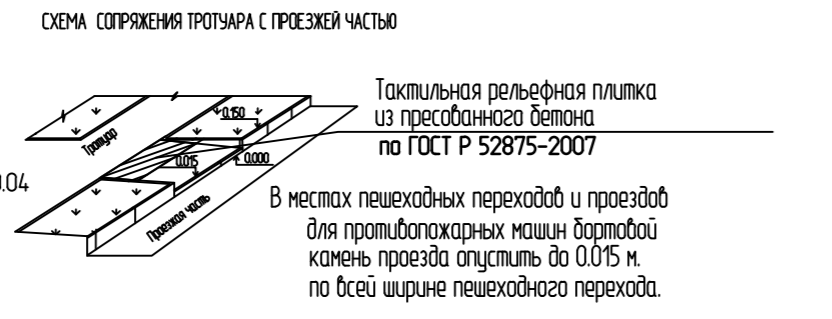 СХЕМА СОПРЯЖЕНИЯ ТРОТУАРА С ПРОЕЗЖЕЙ ЧАСТЬЮ
Тактильная рельефная плитка
из пресованного бетона
по ГОСТ Р 52875-2007
0.150
Тротуар
0.015
0.000
0.04
Проезжая часть
В местах пешеходных переходов и проездов
для противопожарных машин бортовой
камень проезда опустить до 0.015 м.
по всей ширине пешеходного перехода.